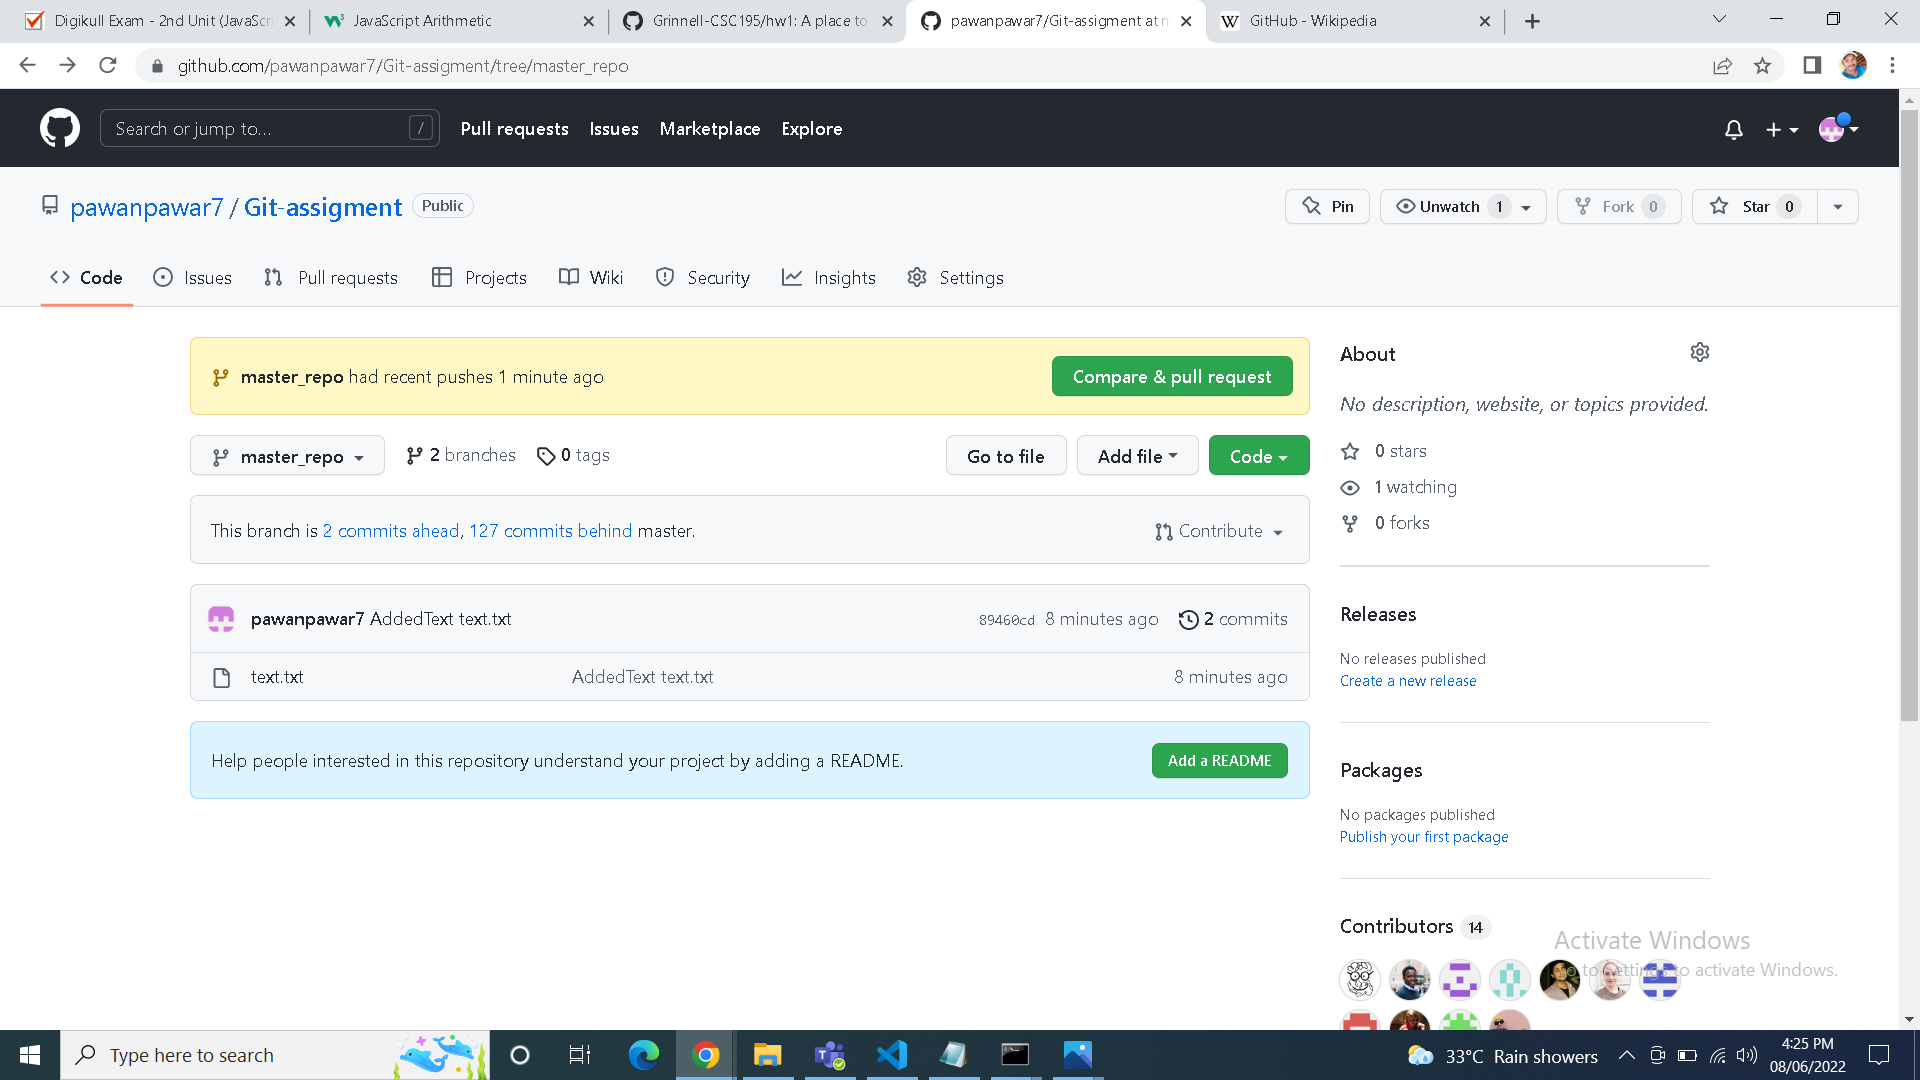 Digikull Exam - 2nd Unit (JavaScri
JavaScript Arithmetic
Grinnell-CSC195/hw1: A place to
pawanpawar7/Git-assigment at m
GitHub - Wikipedia
github.com/pawanpawar7/Git-assigment/tree/master_repo
Search or jump to...
/
Pull requests
Issues
Marketplace
Explore
pawanpawar7 / Git-assigment
Public
Pin
Unwatch 1
Fork 0
Star 0
Code
Issues
Pull requests
Projects
Wiki
Security
Insights
Settings
master_repo had recent pushes 1 minute ago
Compare & pull request
master_repo
2 branches
0 tags
Go to file
Add file
Code
This branch is 2 commits ahead, 127 commits behind master.
Contribute
pawanpawar7 AddedText text.txt
89460cd 8 minutes ago
2 commits
text.txt
AddedText text.txt
8 minutes ago
Help people interested in this repository understand your project by adding a README.
Add a README
About
No description, website, or topics provided.
0 stars
1 watching
0 forks
Releases
No releases published
Create a new release
Packages
No packages published
Publish your first package
Contributors 14
Activate Windows
to Settings to activate Windows.
Type here to search
33°C Rain showers
4:25 PM
08/06/2022